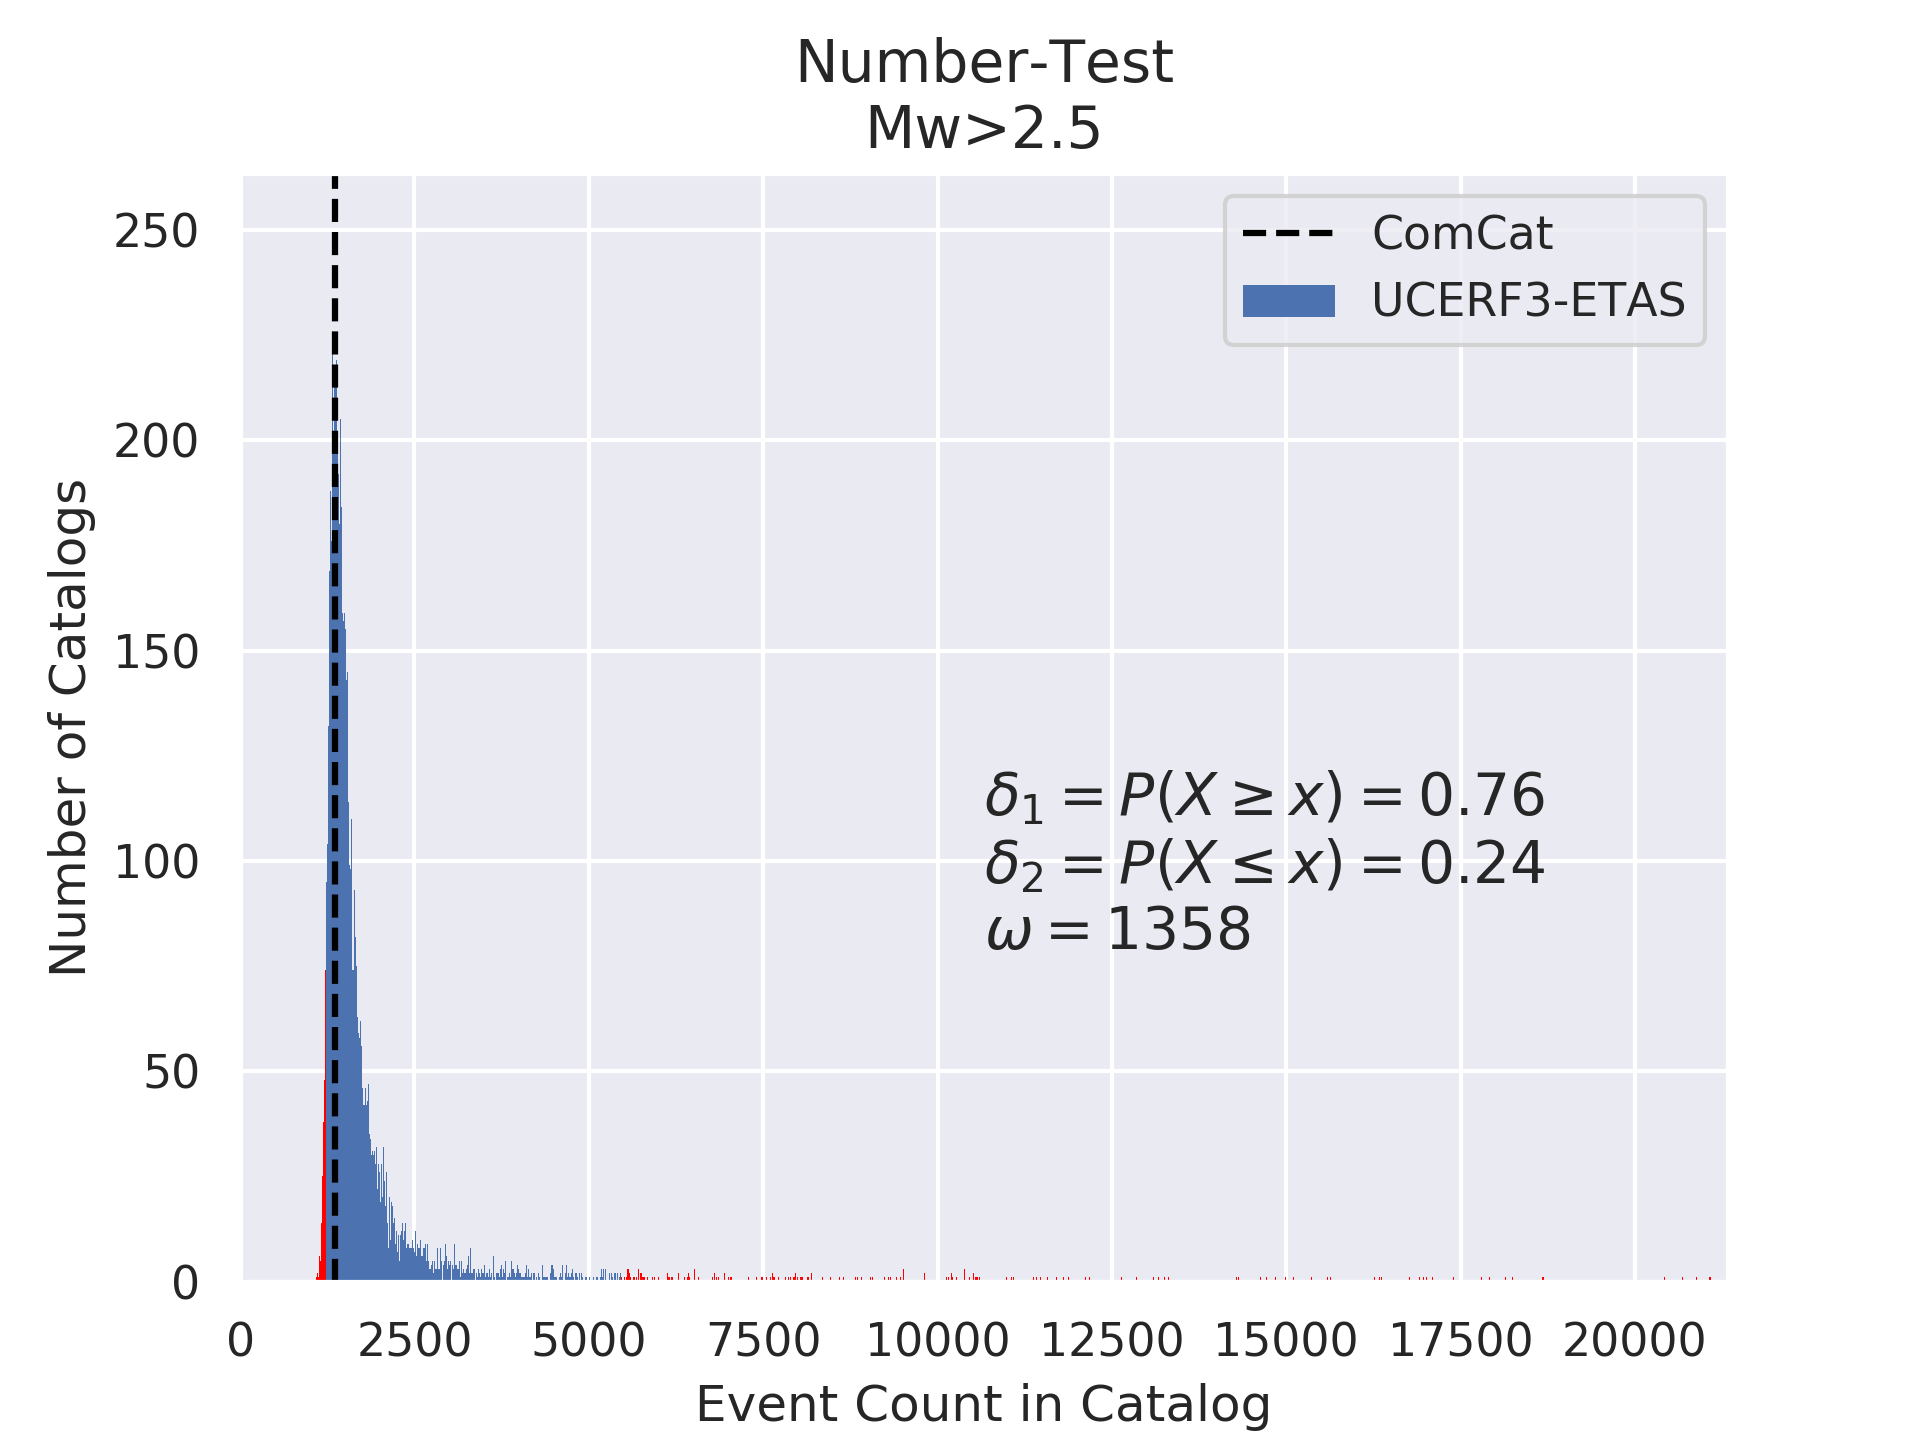 Number-Test
Mw>2.5
250
200
150
100
50
0
Number of Catalogs
ComCat
UCERF3-ETAS
δ₁ = P(X ≥ x) = 0.76
δ₂ = P(X ≤ x) = 0.24
ω = 1358
0 2500 5000 7500 10000 12500 15000 17500 20000
Event Count in Catalog